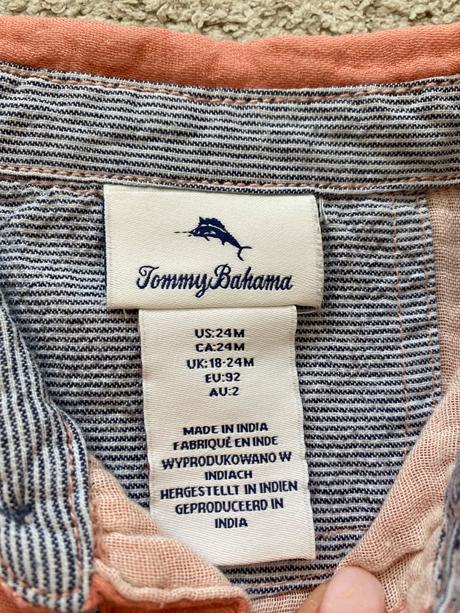 Tommy Bahama
US:24M
CA:24M
UK:18-24M
EU:92
AU:2
MADE IN INDIA
FABRIQUÉ EN INDE
WYPRODUKOWANO W
INDIACH
HERGESTELLT IN INDIEN
GEPRODUCEERD IN
INDIA